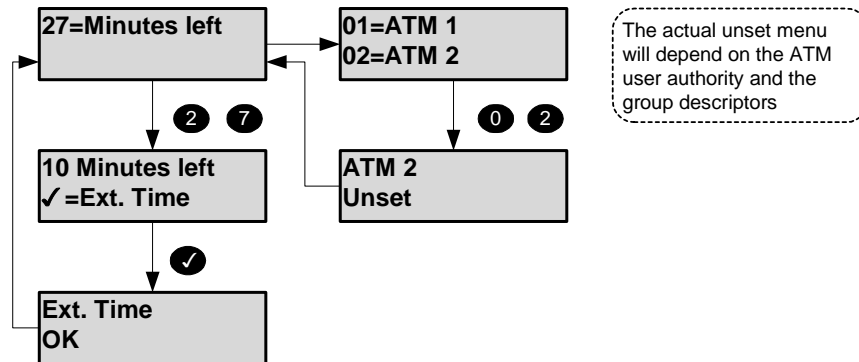 27=Minutes left
01=ATM 1
02=ATM 2
The actual unset menu
will depend on the ATM
user authority and the
group descriptors
2 7
0 2
10 Minutes left
✓=Ext. Time
ATM 2
Unset
✓
Ext. Time
OK